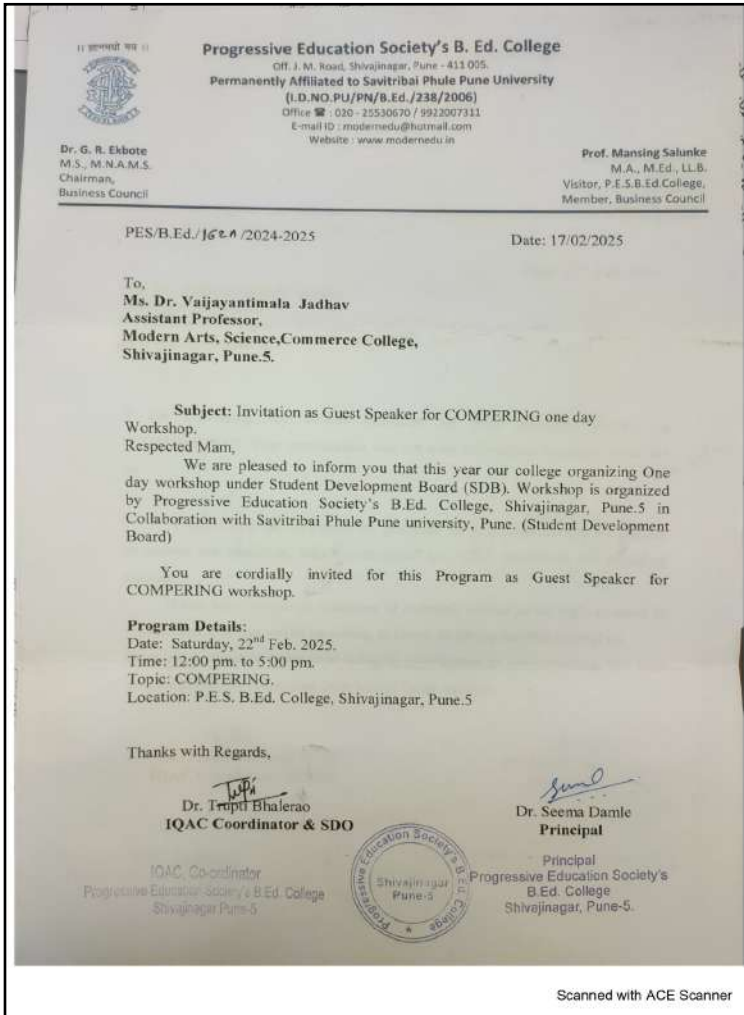 Progressive Education Society's B. Ed. College
Off. J. M. Road, Shivajinagar, Pune - 411 005.
Permanently Affiliated to Savitribai Phule Pune University
(I.D.NO.PU/PN/B.Ed./238/2006)
Office ☎ : 020 - 25530670 / 9922007311
E-mail ID : modernedu@hotmail.com
Website : www.modernedu.in
Dr. G. R. Ekbote
M.S., M.N.A.M.S.
Chairman,
Business Council
Prof. Mansing Salunke
M.A., M.Ed., LL.B.
Visitor, P.E.S.B.Ed.College,
Member, Business Council
PES/B.Ed./ /2024-2025
Date: 17/02/2025
To,
Ms. Dr. Vaijayantimala Jadhav
Assistant Professor,
Modern Arts, Science,Commerce College,
Shivajinagar, Pune.5.
Subject: Invitation as Guest Speaker for COMPERING one day
Workshop.
Respected Mam,
We are pleased to inform you that this year our college organizing One
day workshop under Student Development Board (SDB). Workshop is organized
by Progressive Education Society's B.Ed. College, Shivajinagar, Pune.5 in
Collaboration with Savitribai Phule Pune university, Pune. (Student Development
Board)
You are cordially invited for this Program as Guest Speaker for
COMPERING workshop.
Program Details:
Date: Saturday, 22nd Feb. 2025.
Time: 12:00 pm. to 5:00 pm.
Topic: COMPERING.
Location: P.E.S. B.Ed. College, Shivajinagar, Pune.5
Thanks with Regards,
Dr. Trupti Bhalerao
IQAC Coordinator & SDO
Dr. Seema Damle
Principal
IQAC, Co-ordinator
Progressive Education Society's B.Ed. College
Shivajinagar Pune-5
Progressive Education Society's B.Ed. College
Shivajinagar
Pune-5
Principal
Progressive Education Society's
B.Ed. College
Shivajinagar, Pune-5.
Scanned with ACE Scanner